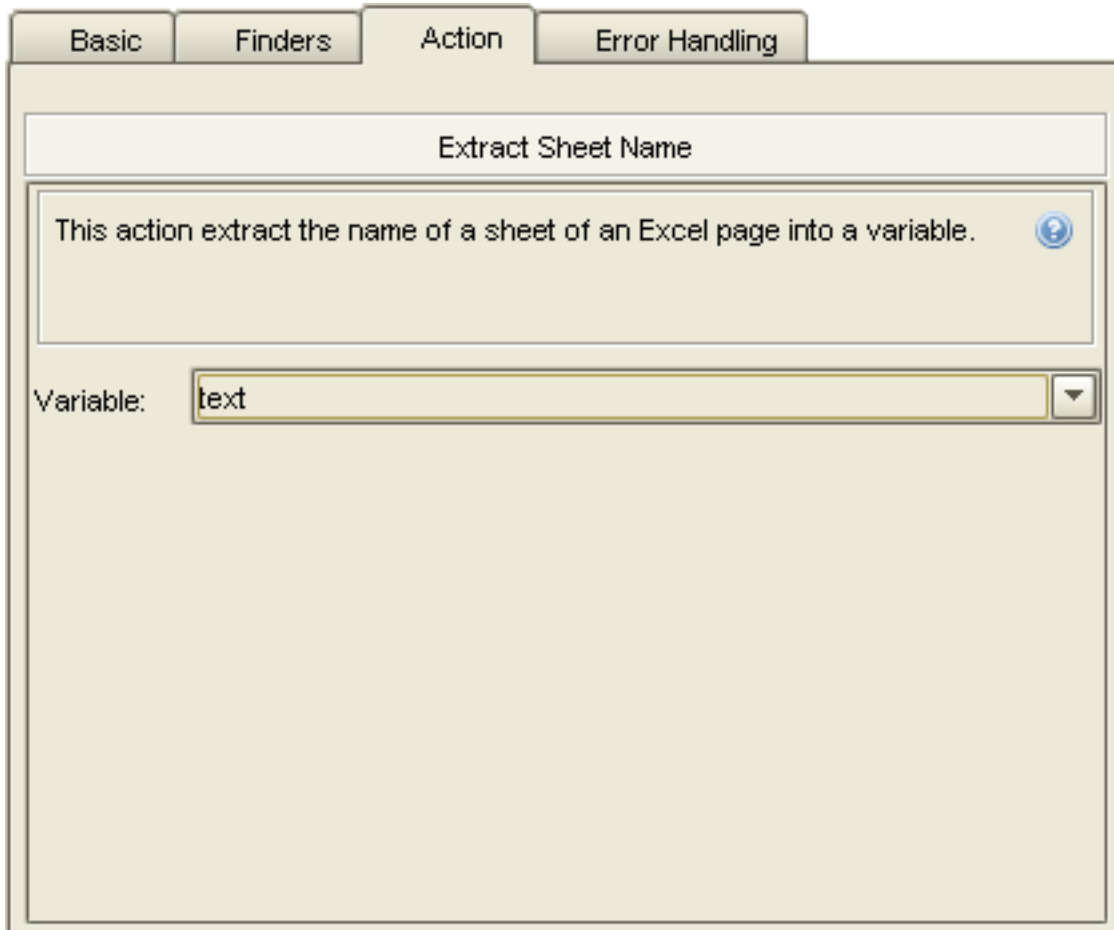 Basic Finders Action Error Handling
Extract Sheet Name
This action extract the name of a sheet of an Excel page into a variable.
Variable: text